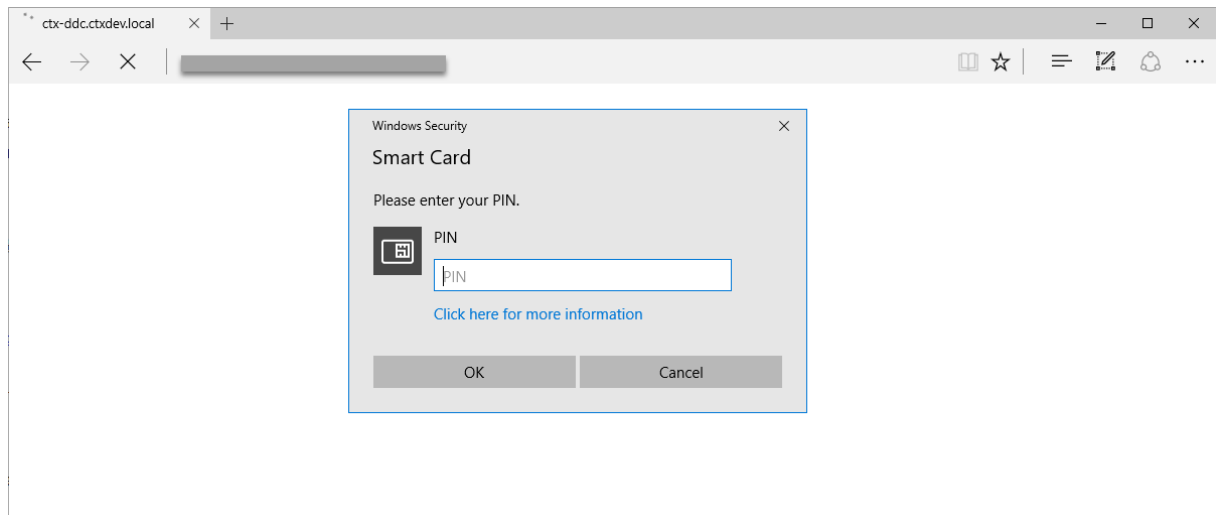 ctx-ddc.ctxdev.local
Windows Security
Smart Card
Please enter your PIN.
PIN
PIN
Click here for more information
OK
Cancel